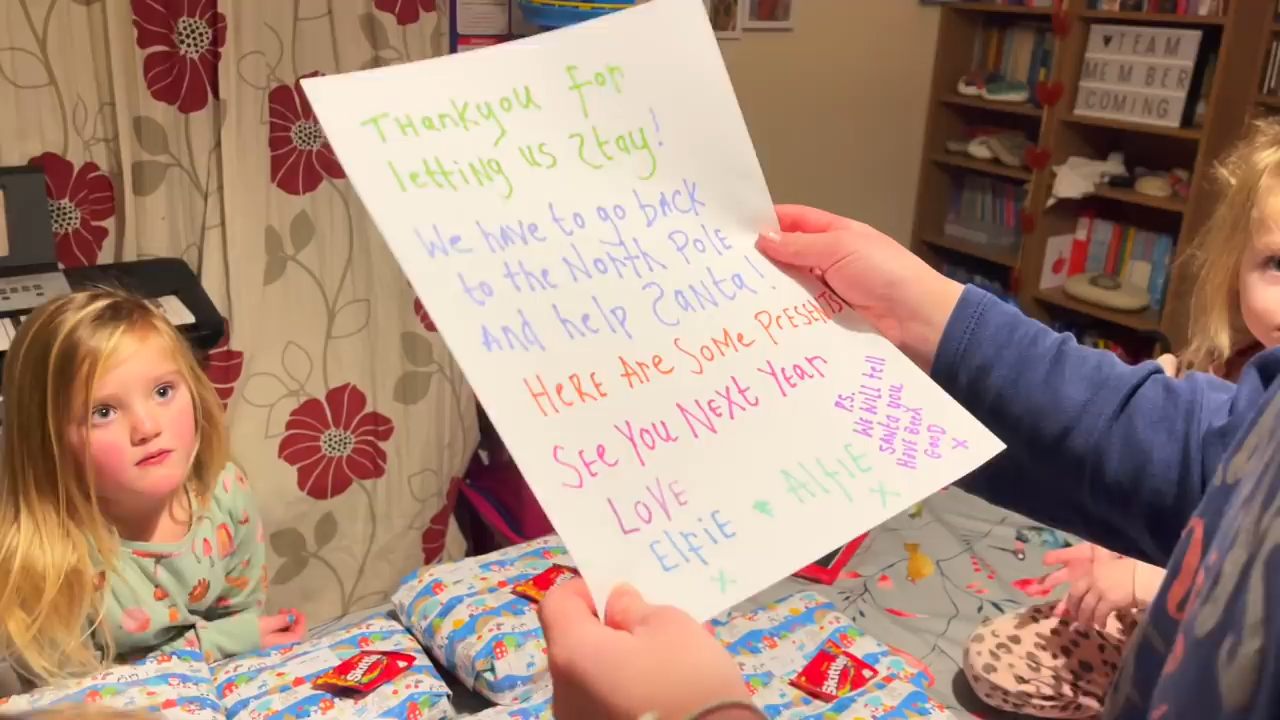 THankyou for
letting us Stay!
We have to go bACK
to the North PolE
And help Santa!
HERE Are Some PrESENTS
SEE You NExt Year
P.S.
WE Will tell
SANTA you
HAVE BEEN
GOOD
X
LOVE
ElfiE + AlfiE
X X
♥ TEAM
MEMBER
COMING
Skittles
Skittles